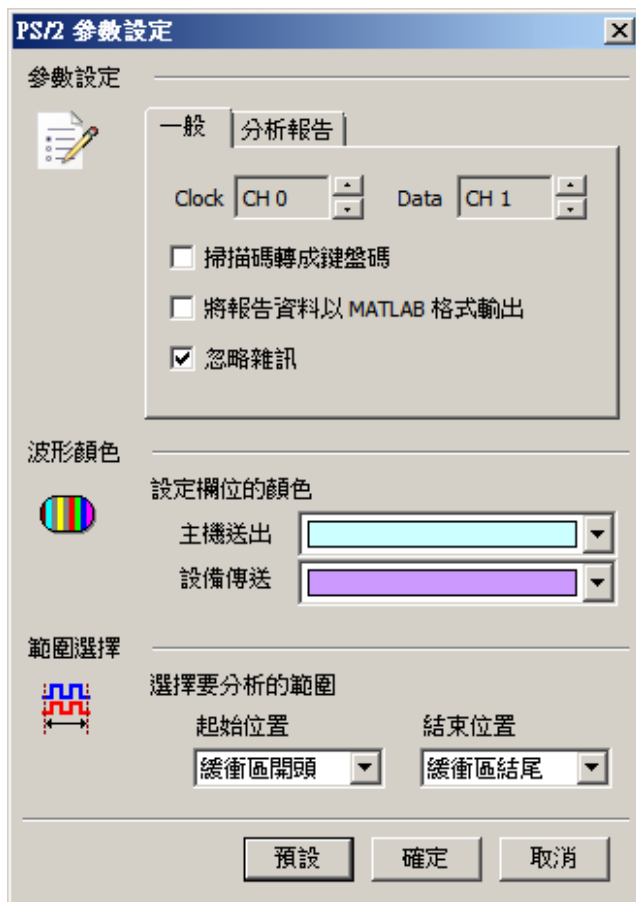 PS/2 參數設定
參數設定
一般 分析報告
Clock CH 0 Data CH 1
掃描碼轉成鍵盤碼
將報告資料以 MATLAB 格式輸出
忽略雜訊
波形顏色
設定欄位的顏色
主機送出
設備傳送
範圍選擇
選擇要分析的範圍
起始位置 結束位置
緩衝區開頭 緩衝區結尾
預設 確定 取消